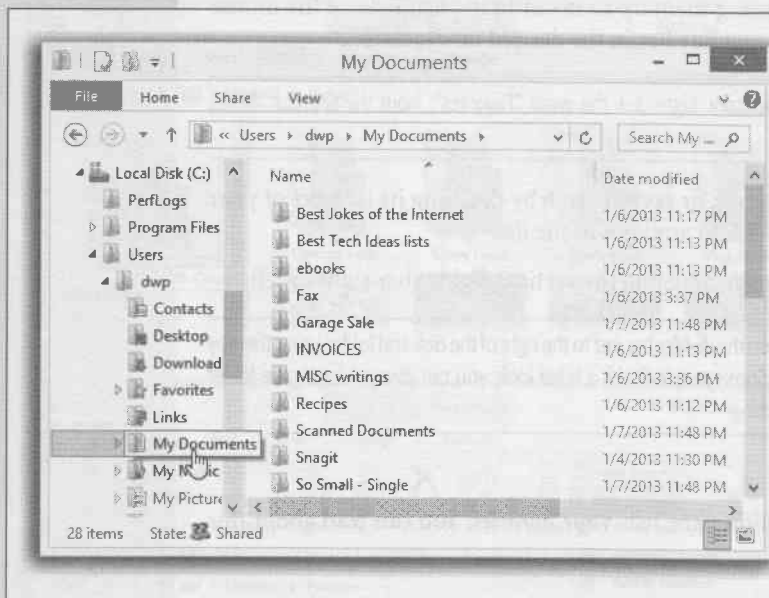 My Documents
File Home Share View
« Users dwp My Documents Search My
Local Disk (C:)
PerfLogs
Program Files
Users
dwp
Contacts
Desktop
Download
Favorites
Links
My Documents
My
My Picture
Name Date modified
Best Jokes of the Internet 1/6/2013 11:17 PM
Best Tech Ideas lists 1/6/2013 11:13 PM
ebooks 1/6/2013 11:13 PM
Fax 1/6/2013 3:37 PM
Garage Sale 1/7/2013 11:48 PM
INVOICES 1/6/2013 11:13 PM
MISC writings 1/6/2013 3:36 PM
Recipes 1/6/2013 11:12 PM
Scanned Documents 1/7/2013 11:48 PM
Snagit 1/4/2013 11:30 PM
So Small - Single 1/7/2013 11:48 PM
28 items State: Shared